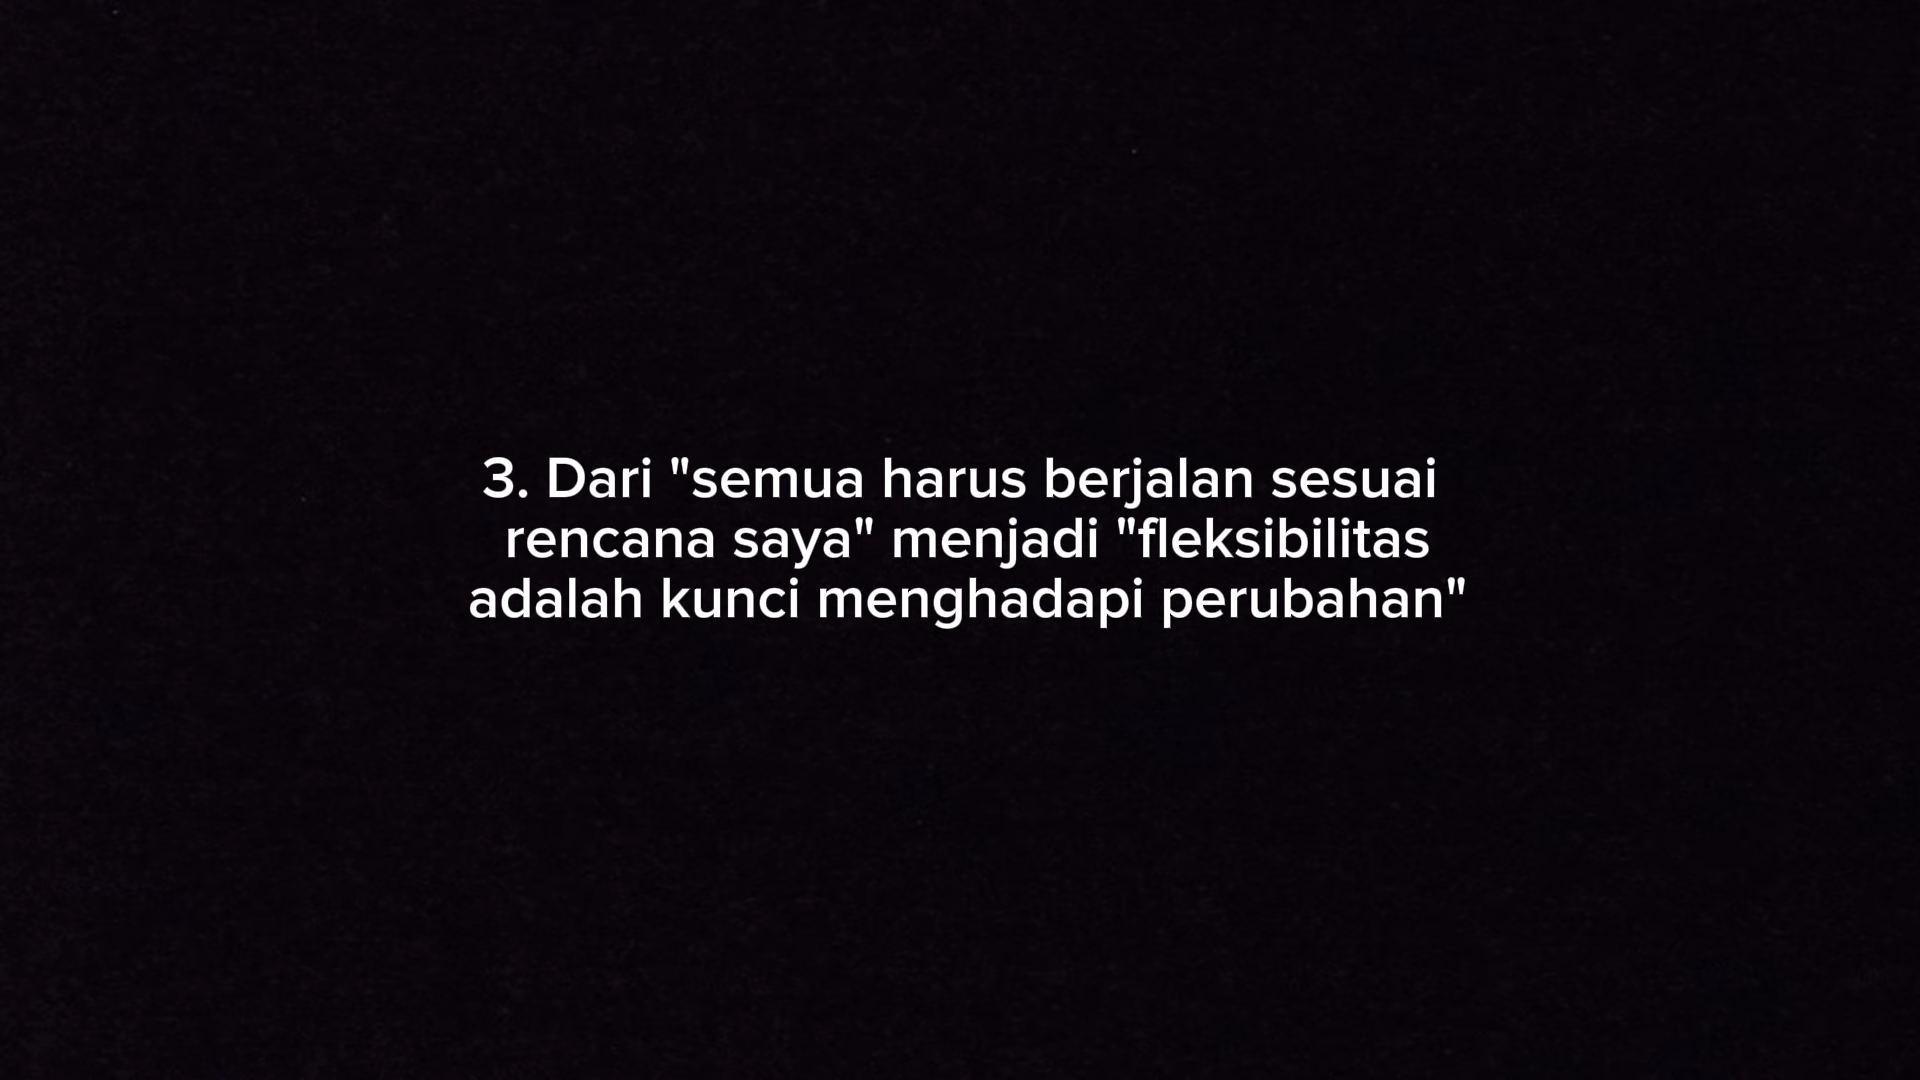 3. Dari "semua harus berjalan sesuai
rencana saya" menjadi "fleksibilitas
adalah kunci menghadapi perubahan"